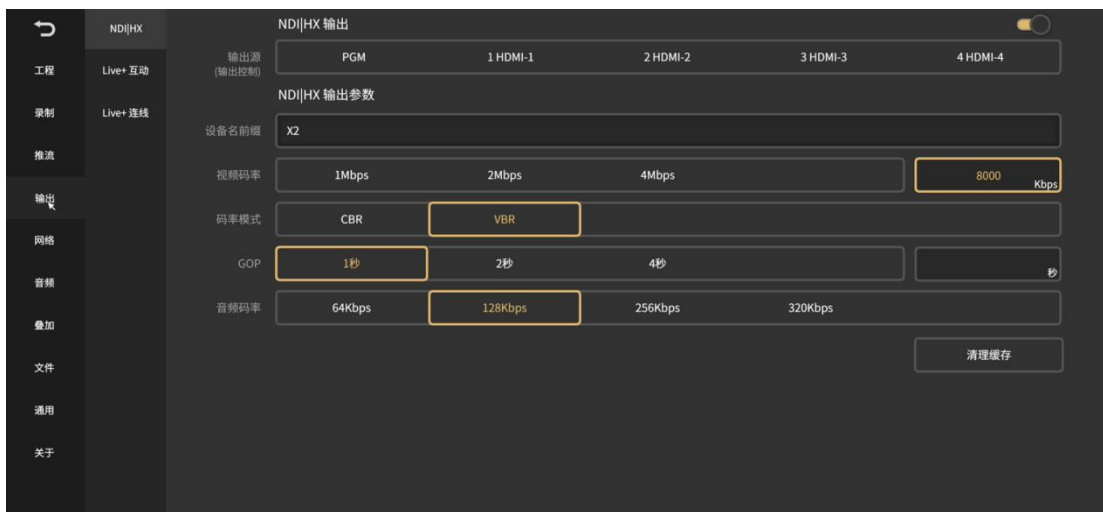 工程
录制
推流
输出
网络
音频
叠加
文件
通用
关于
NDI|HX
Live+ 互动
Live+ 连线
NDI|HX 输出
输出源 PGM 1 HDMI-1 2 HDMI-2 3 HDMI-3 4 HDMI-4
(输出控制)
NDI|HX 输出参数
设备名前缀 X2
视频码率 1Mbps 2Mbps 4Mbps 8000 Kbps
码率模式 CBR VBR
GOP 1秒 2秒 4秒 秒
音频码率 64Kbps 128Kbps 256Kbps 320Kbps
清理缓存